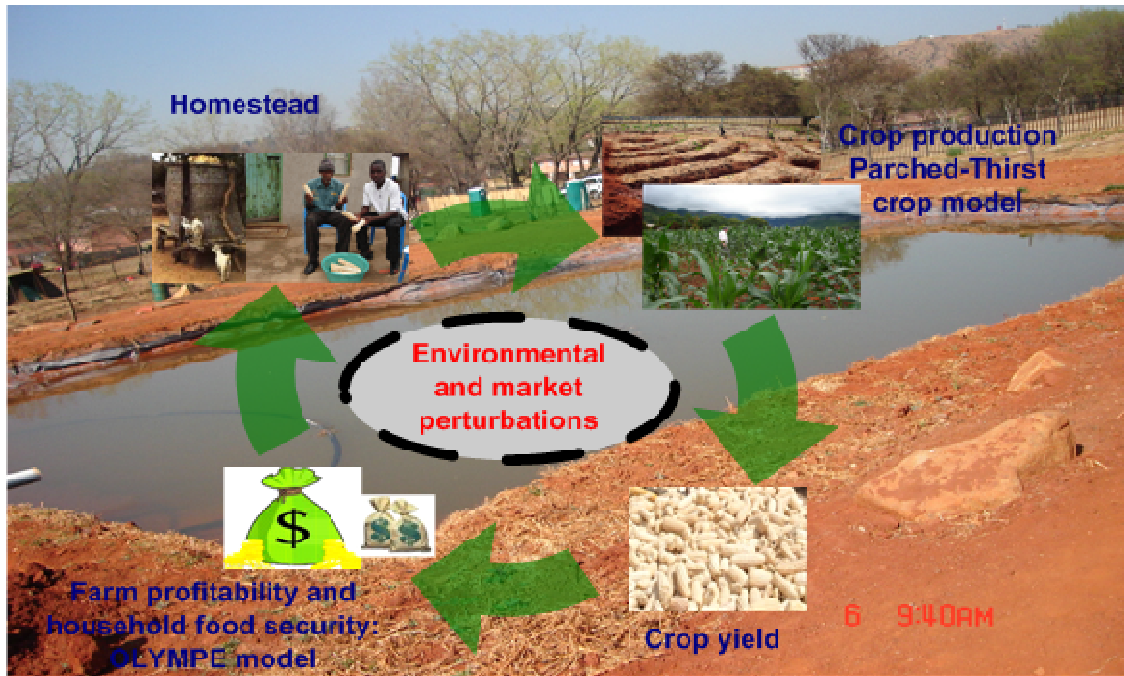 Homestead
Crop production
Parched-Thirst
crop model
Environmental
and market
perturbations
$
$
$
Farm profitability and
household food security:
OLYMPE model
Crop yield
6 9:40AM